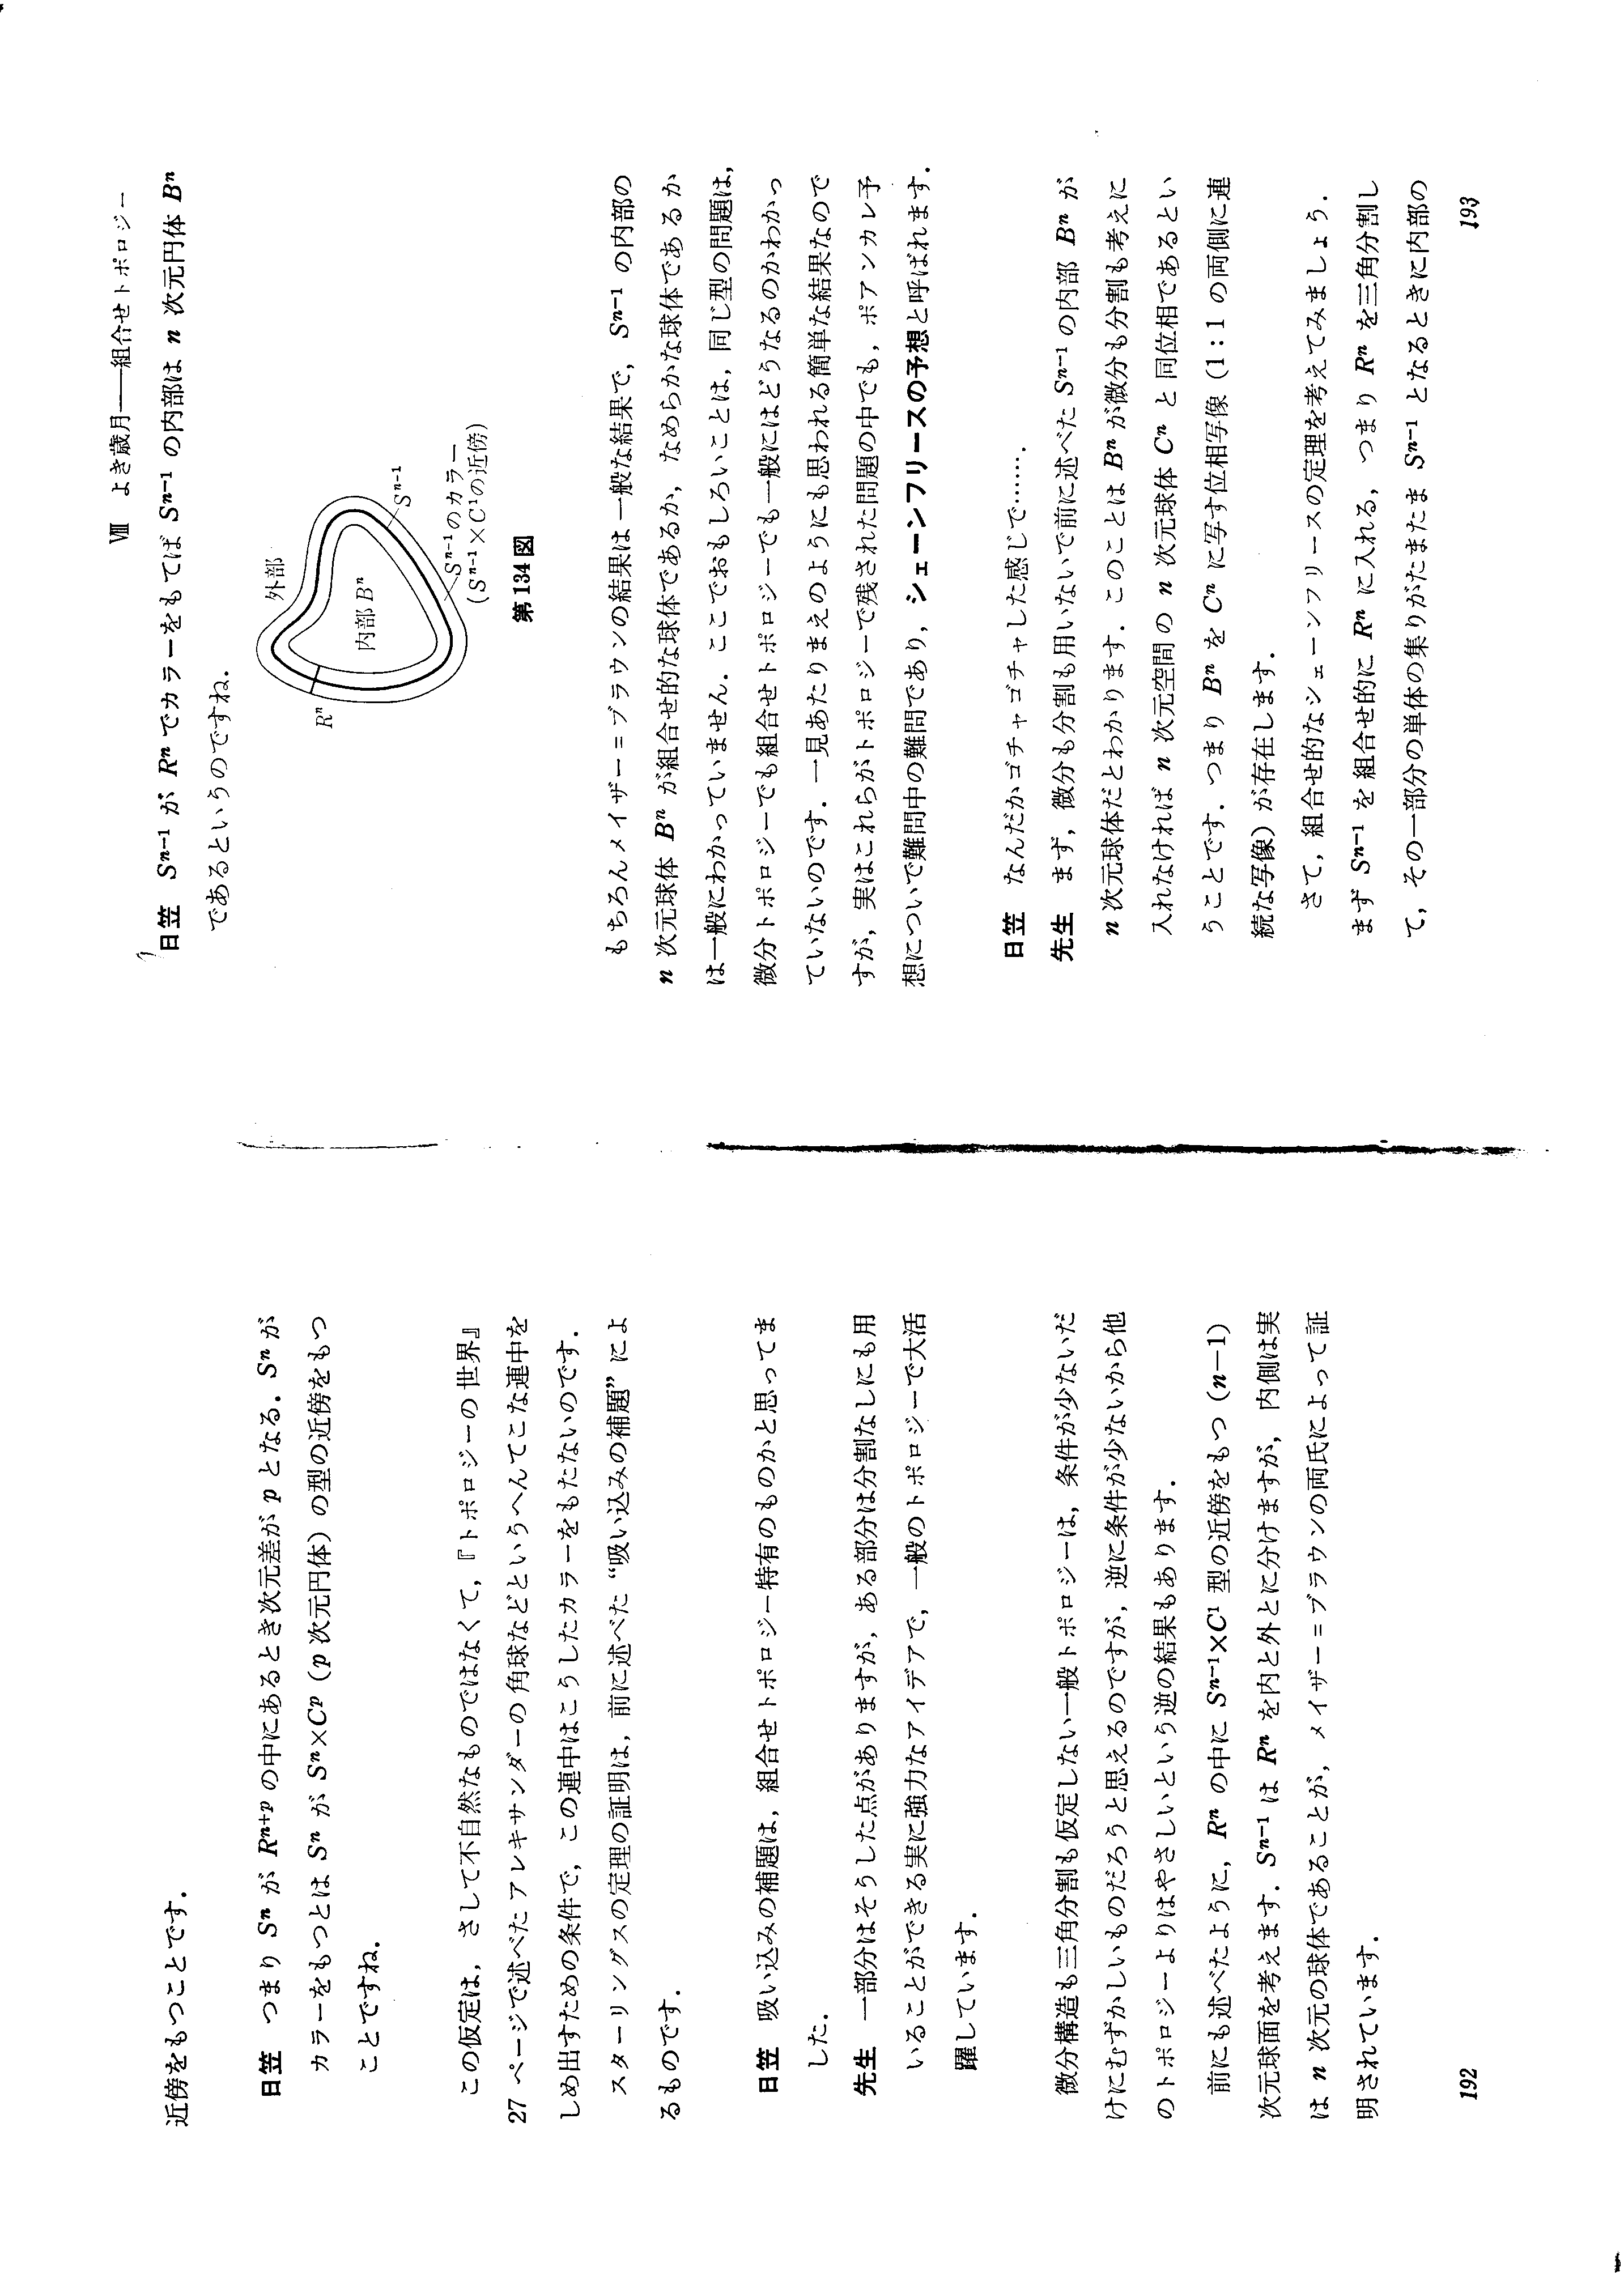 近傍をもつことです.
日笠　つまり Sⁿ が Rⁿ⁺ᵖ の中にあるとき次元差が p となる. Sⁿ が
カラーをもつとは Sⁿ が Sⁿ×Cᵖ (p 次元円体) の型の近傍をもつ
ことですね.
この仮定は, さして不自然なものではなくて,『トポロジーの世界』
27 ページで述べたアレキサンダーの角球などというへんてこな連中を
しめ出すための条件で, この連中はこうしたカラーをもたないのです.
スターリングスの定理の証明は, 前に述べた “吸い込みの補題” によ
るものです.
日笠　吸い込みの補題は, 組合せトポロジー特有のものかと思ってま
した.
先生　一部分はそうした点がありますが, ある部分は分割なしにも用
いることができる実に強力なアイデアで, 一般のトポロジーで大活
躍しています.
微分構造も三角分割も仮定しない一般トポロジーは, 条件が少ないだ
けにむずかしいものだろうと思えるのですが, 逆に条件が少ないから他
のトポロジーよりはやさしいという逆の結果もあります.
前にも述べたように, Rⁿ の中に Sⁿ⁻¹×C¹ 型の近傍をもつ (n−1)
次元球面を考えます. Sⁿ⁻¹ は Rⁿ を内と外とに分けますが, 内側は実
は n 次元の球体であることが, メイザー＝ブラウンの両氏によって証
明されています.
192
Ⅷ　よき歳月――組合せトポロジー
日笠　Sⁿ⁻¹ が Rⁿ でカラーをもてば Sⁿ⁻¹ の内部は n 次元円体 Bⁿ
であるというのですね.
外部
Rⁿ
内部 Bⁿ
Sⁿ⁻¹
Sⁿ⁻¹のカラー
(Sⁿ⁻¹×C¹の近傍)
第134図
もちろんメイザー＝ブラウンの結果は一般な結果で, Sⁿ⁻¹ の内部の
n 次元球体 Bⁿ が組合せ的な球体であるか, なめらかな球体であるか
は一般にわかっていません. ここでおもしろいことは, 同じ型の問題は,
微分トポロジーでも組合せトポロジーでも一般にはどうなるのかわかっ
ていないのです. 一見あたりまえのようにも思われる簡単な結果なので
すが, 実はこれらがトポロジーで残された問題の中でも, ポアンカレ予
想についで難問中の難問であり, シェーンフリースの予想と呼ばれます.
日笠　なんだかゴチャゴチャした感じで…….
先生　まず, 微分も分割も用いないで前に述べた Sⁿ⁻¹ の内部 Bⁿ が
n 次元球体だとわかります. このことは Bⁿ が微分も分割も考えに
入れなければ n 次元空間の n 次元球体 Cⁿ と同位相であるとい
うことです. つまり Bⁿ を Cⁿ に写す位相写像 (1：1 の両側に連
続な写像) が存在します.
さて, 組合せ的なシェーンフリースの定理を考えてみましょう.
まず Sⁿ⁻¹ を組合せ的に Rⁿ に入れる, つまり Rⁿ を三角分割し
て, その一部分の単体の集りがたまたま Sⁿ⁻¹ となるときに内部の
193